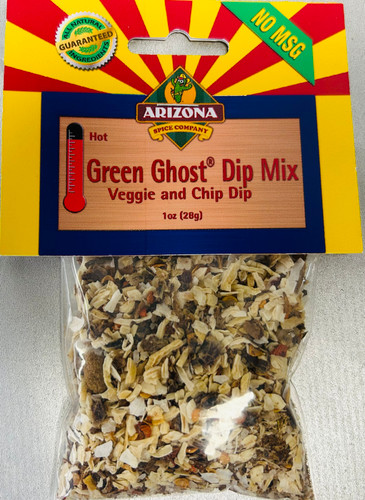 ALL NATURAL
GUARANTEED
INGREDIENTS
NO MSG
ARIZONA
SPICE COMPANY
Hot
Green Ghost® Dip Mix
Veggie and Chip Dip
1oz (28g)